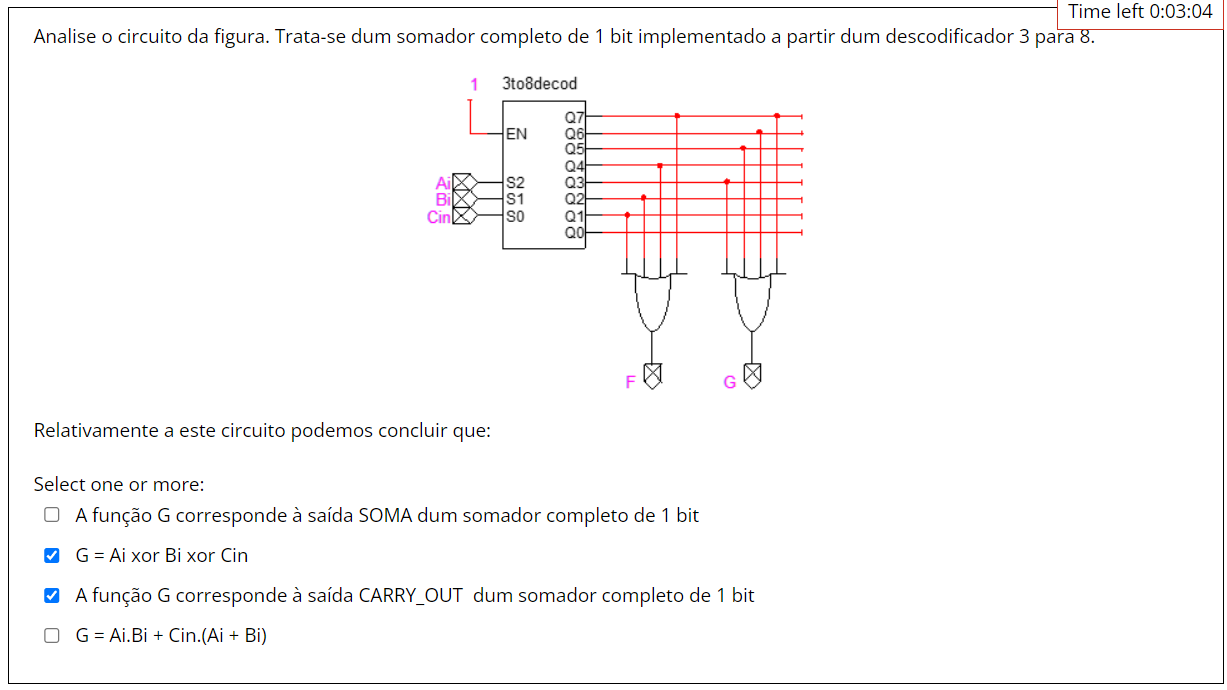 Time left 0:03:04
Analise o circuito da figura. Trata-se dum somador completo de 1 bit implementado a partir dum descodificador 3 para 8.
1 3to8decod
Q7
EN Q6
Q5
Q4
Ai S2 Q3
Bi S1 Q2
Cin S0 Q1
Q0
F G
Relativamente a este circuito podemos concluir que:
Select one or more:
A função G corresponde à saída SOMA dum somador completo de 1 bit
G = Ai xor Bi xor Cin
A função G corresponde à saída CARRY_OUT dum somador completo de 1 bit
G = Ai.Bi + Cin.(Ai + Bi)